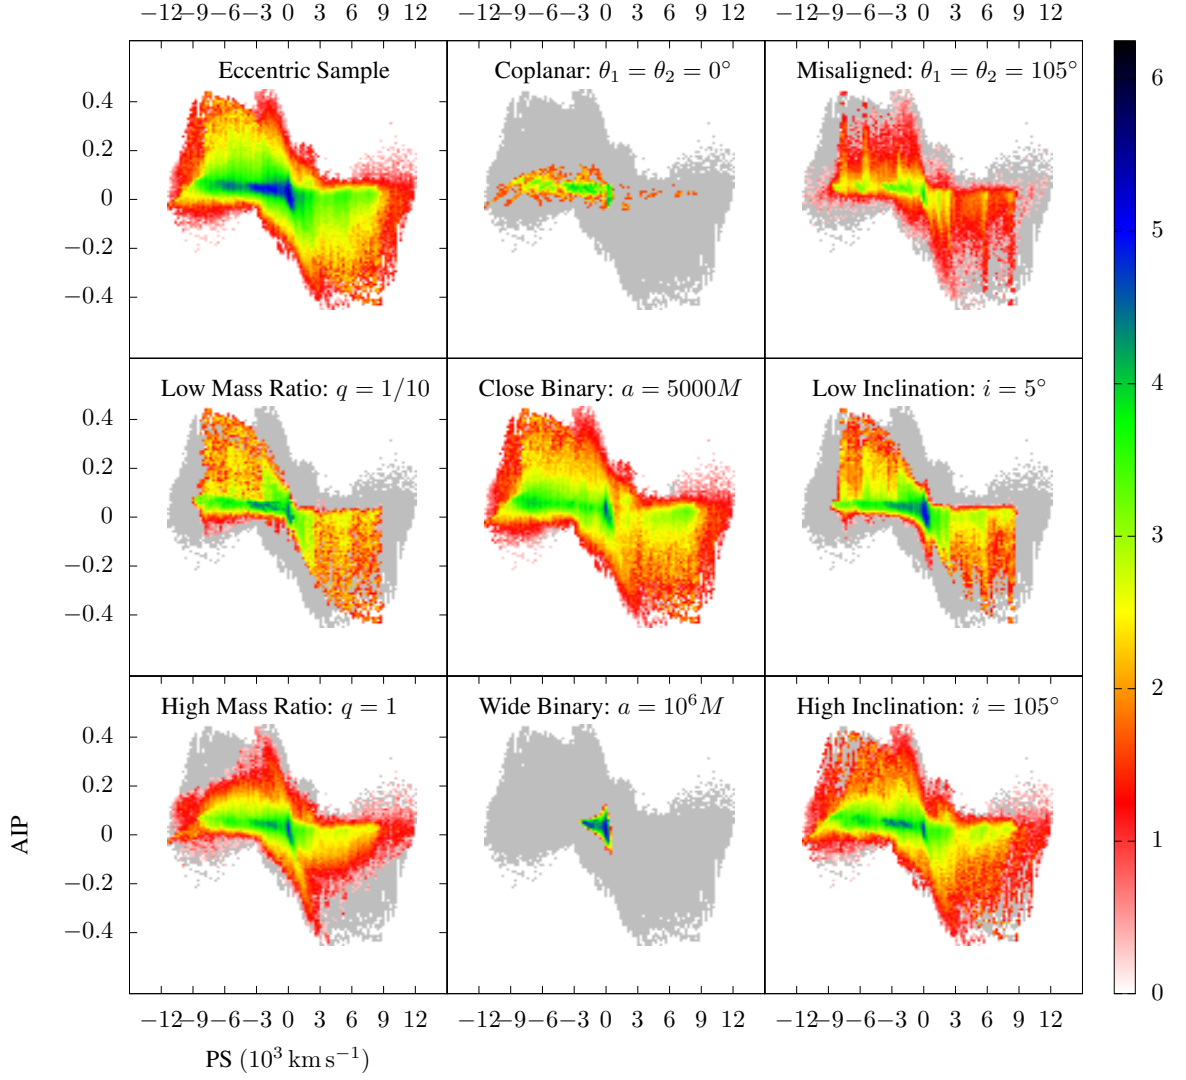 −12 −9 −6 −3 0 3 6 9 12 −12 −9 −6 −3 0 3 6 9 12 −12 −9 −6 −3 0 3 6 9 12
Eccentric Sample
Coplanar: θ₁ = θ₂ = 0°
Misaligned: θ₁ = θ₂ = 105°
0.4
0.2
0
−0.2
−0.4
Low Mass Ratio: q = 1/10
Close Binary: a = 5000M
Low Inclination: i = 5°
0.4
0.2
0
−0.2
−0.4
High Mass Ratio: q = 1
Wide Binary: a = 10⁶M
High Inclination: i = 105°
0.4
0.2
0
−0.2
−0.4
AIP
−12 −9 −6 −3 0 3 6 9 12 −12 −9 −6 −3 0 3 6 9 12 −12 −9 −6 −3 0 3 6 9 12
PS (10³ km s⁻¹)
6
5
4
3
2
1
0